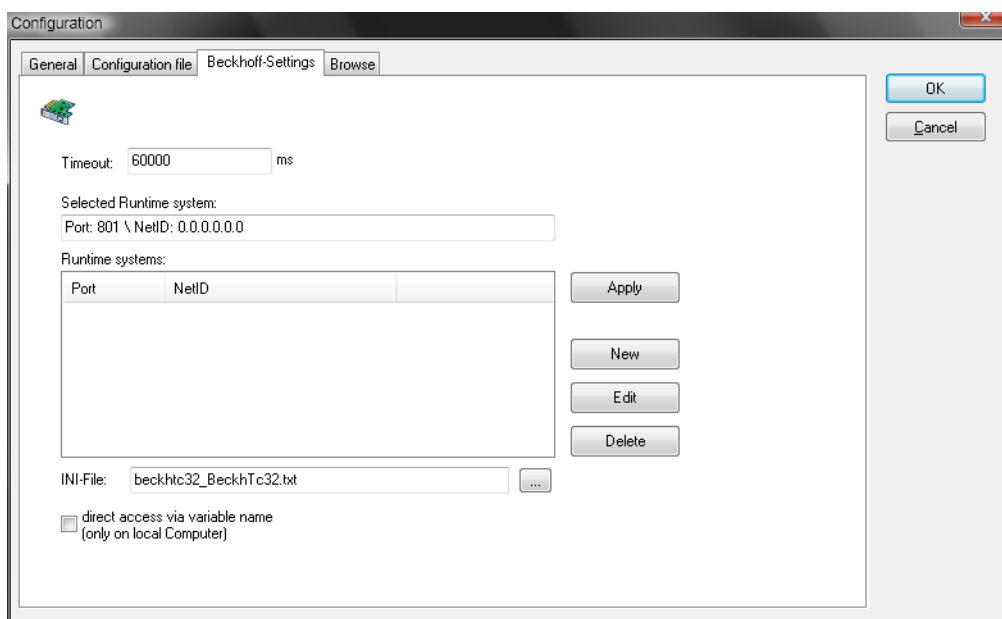 Configuration
General Configuration file Beckhoff-Settings Browse
OK
Cancel
Timeout: 60000 ms
Selected Runtime system:
Port: 801 \ NetID: 0.0.0.0.0.0
Runtime systems:
Port NetID
Apply
New
Edit
Delete
INI-File: beckhtc32_BeckhTc32.txt ...
direct access via variable name
(only on local Computer)